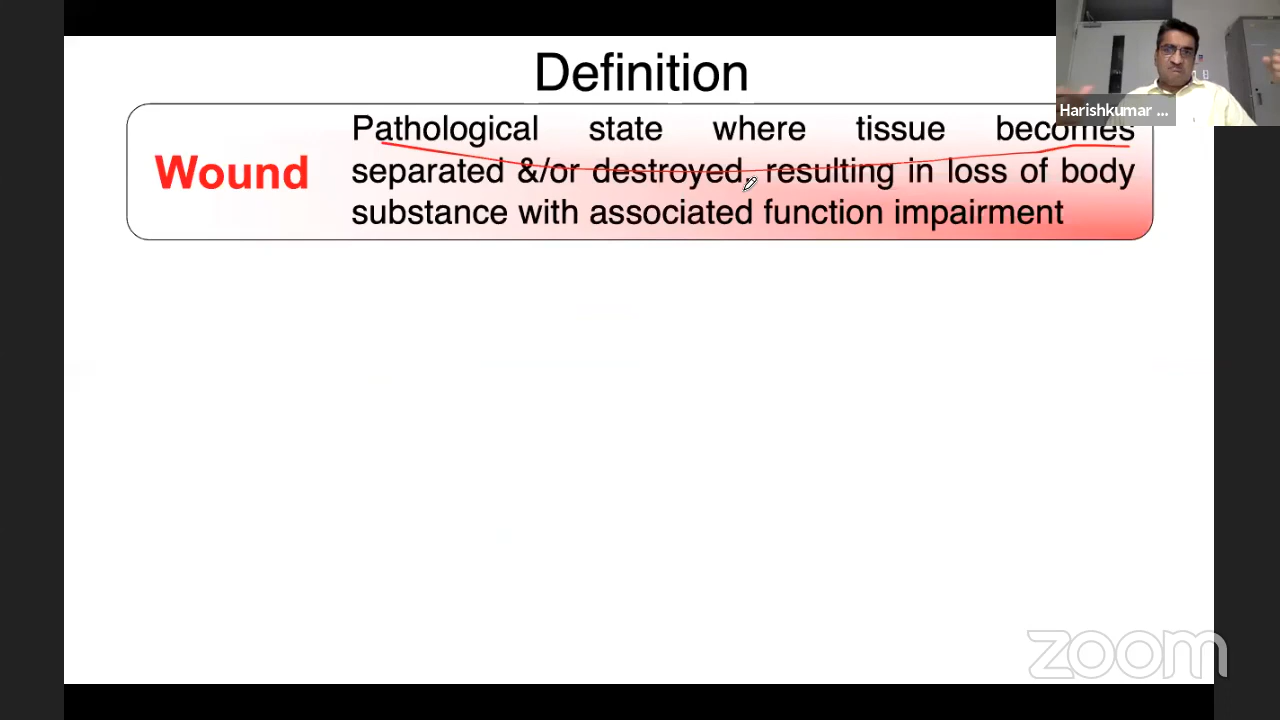 Definition
Harishkumar ...
Wound
Pathological state where tissue becomes
separated &/or destroyed, resulting in loss of body
substance with associated function impairment
zoom